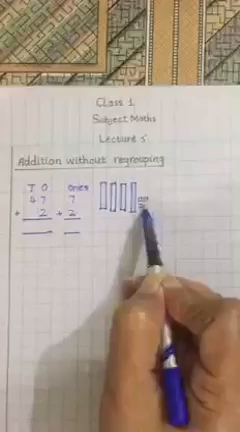 Class 1
Subject Maths
Lecture 5
Addition without regrouping
T O ones
4 7 7
+ 2 + 2